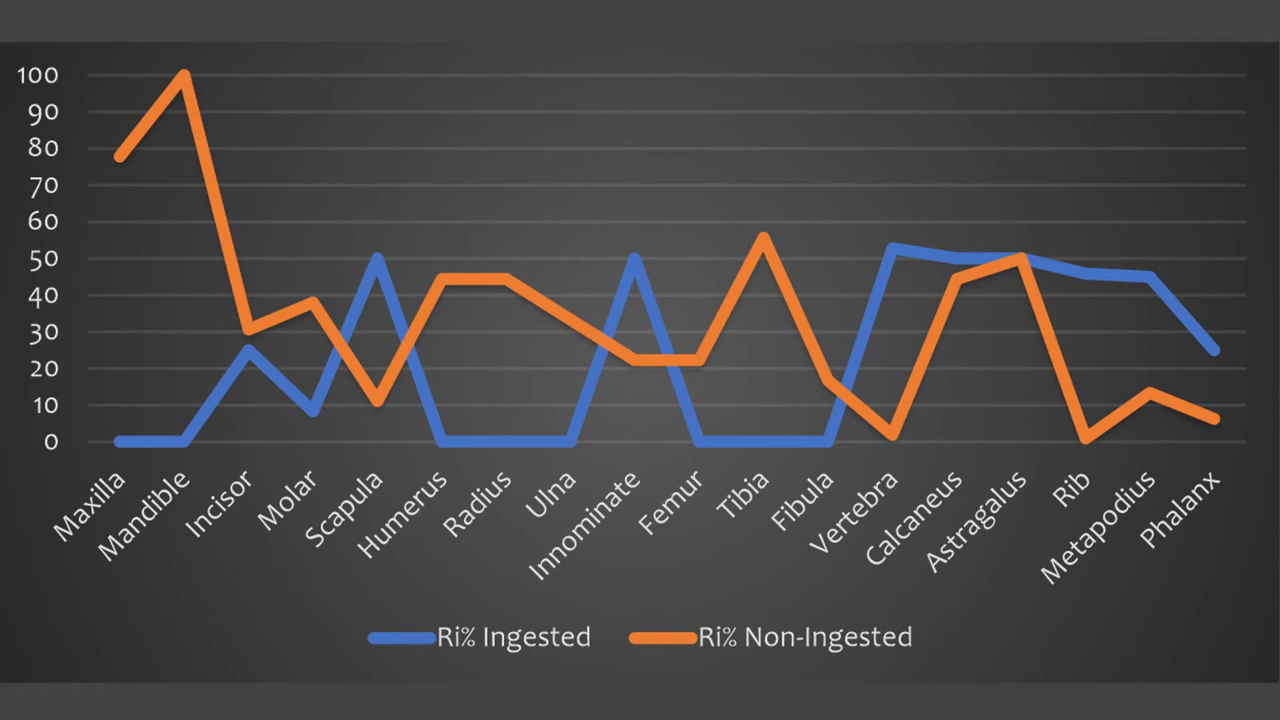 100
90
80
70
60
50
40
30
20
10
0
Maxilla
Mandible
Incisor
Molar
Scapula
Humerus
Radius
Ulna
Innominate
Femur
Tibia
Fibula
Vertebra
Calcaneus
Astragalus
Rib
Metapodius
Phalanx
Ri% Ingested
Ri% Non-Ingested